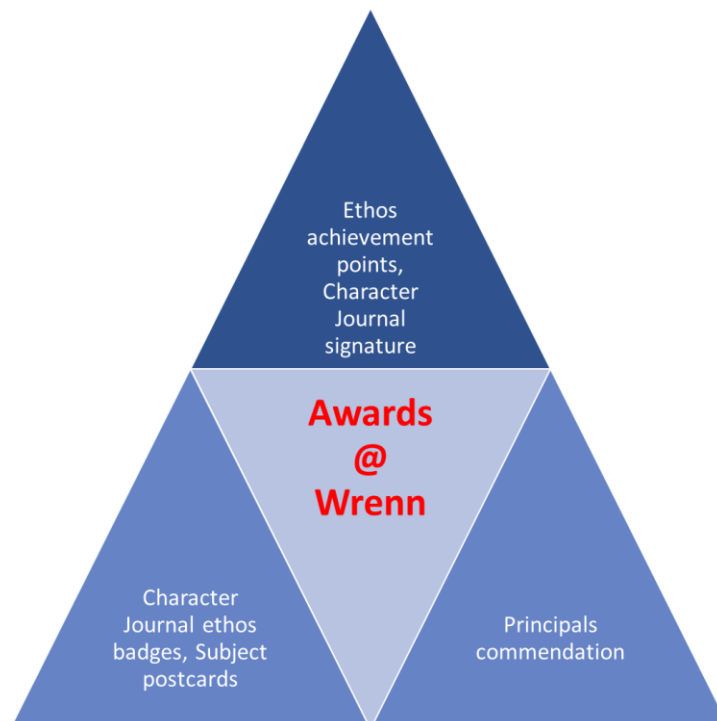 Ethos
achievement
points,
Character
Journal
signature
Awards
@
Wrenn
Character
Journal ethos
badges, Subject
postcards
Principals
commendation